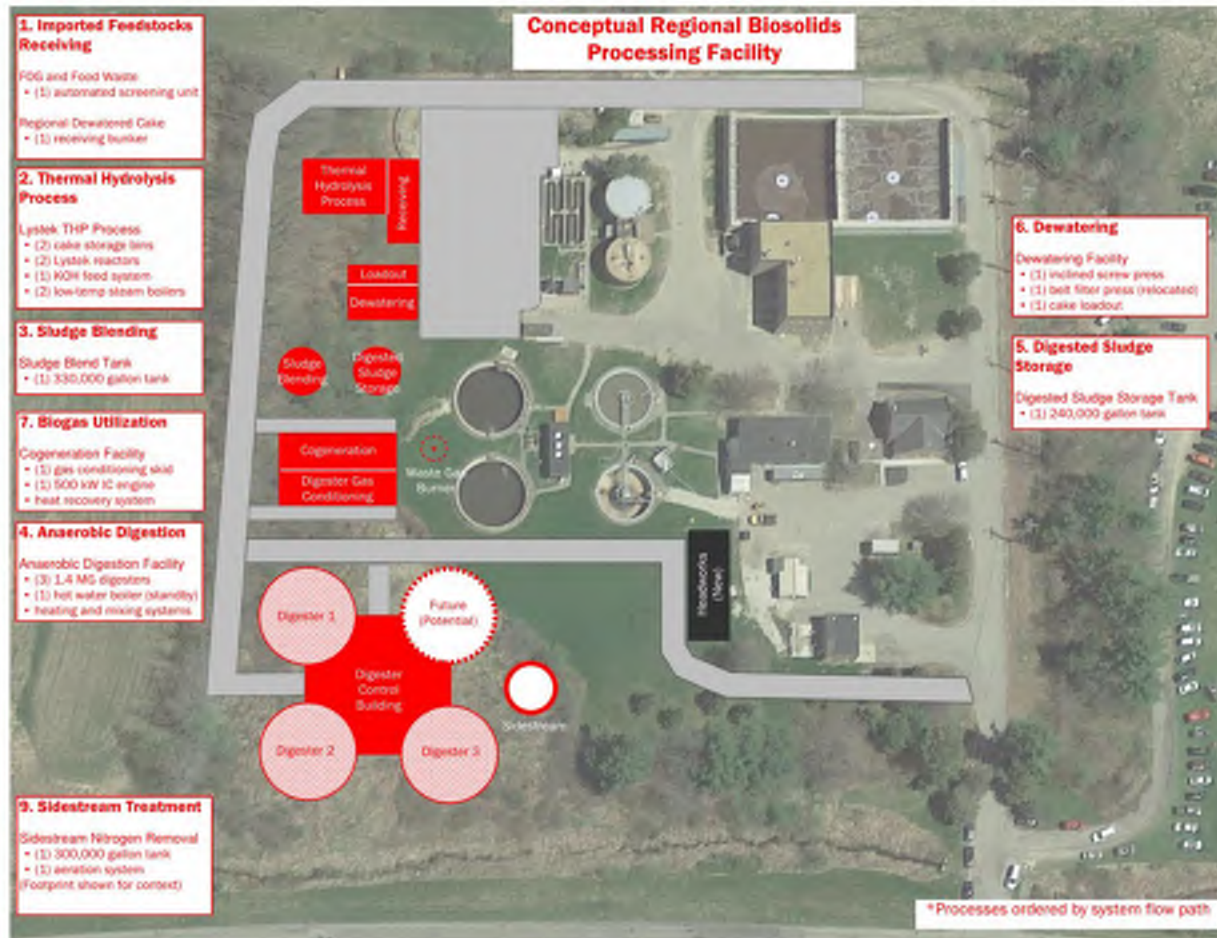 Conceptual Regional Biosolids
Processing Facility
1. Imported Feedstocks
Receiving
FOG and Food Waste
• (1) automated screening unit
Regional Dewatered Cake
• (1) receiving bunker
2. Thermal Hydrolysis
Process
Lystek THP Process
• (2) cake storage bins
• (2) Lystek reactors
• (1) KOH feed system
• (2) low-temp steam boilers
3. Sludge Blending
Sludge Blend Tank
• (1) 330,000 gallon tank
7. Biogas Utilization
Cogeneration Facility
• (1) gas conditioning skid
• (1) 500 kW IC engine
• heat recovery system
4. Anaerobic Digestion
Anaerobic Digestion Facility
• (3) 1.4 MG digesters
• (1) hot water boiler (standby)
• heating and mixing systems
9. Sidestream Treatment
Sidestream Nitrogen Removal
• (1) 300,000 gallon tank
• (1) aeration system
(Footprint shown for context)
Thermal
Hydrolysis
Process
Receiving
Loadout
Dewatering
Sludge
Blending
Digested
Sludge
Storage
Cogeneration
Digester Gas
Conditioning
Waste Gas
Burner
Headworks
(New)
Digester 1
Future
(Potential)
Digester
Control
Building
Digester 2
Digester 3
Sidestream
6. Dewatering
Dewatering Facility
• (1) inclined screw press
• (1) belt filter press (relocated)
• (1) cake loadout
5. Digested Sludge
Storage
Digested Sludge Storage Tank
• (1) 240,000 gallon tank
*Processes ordered by system flow path